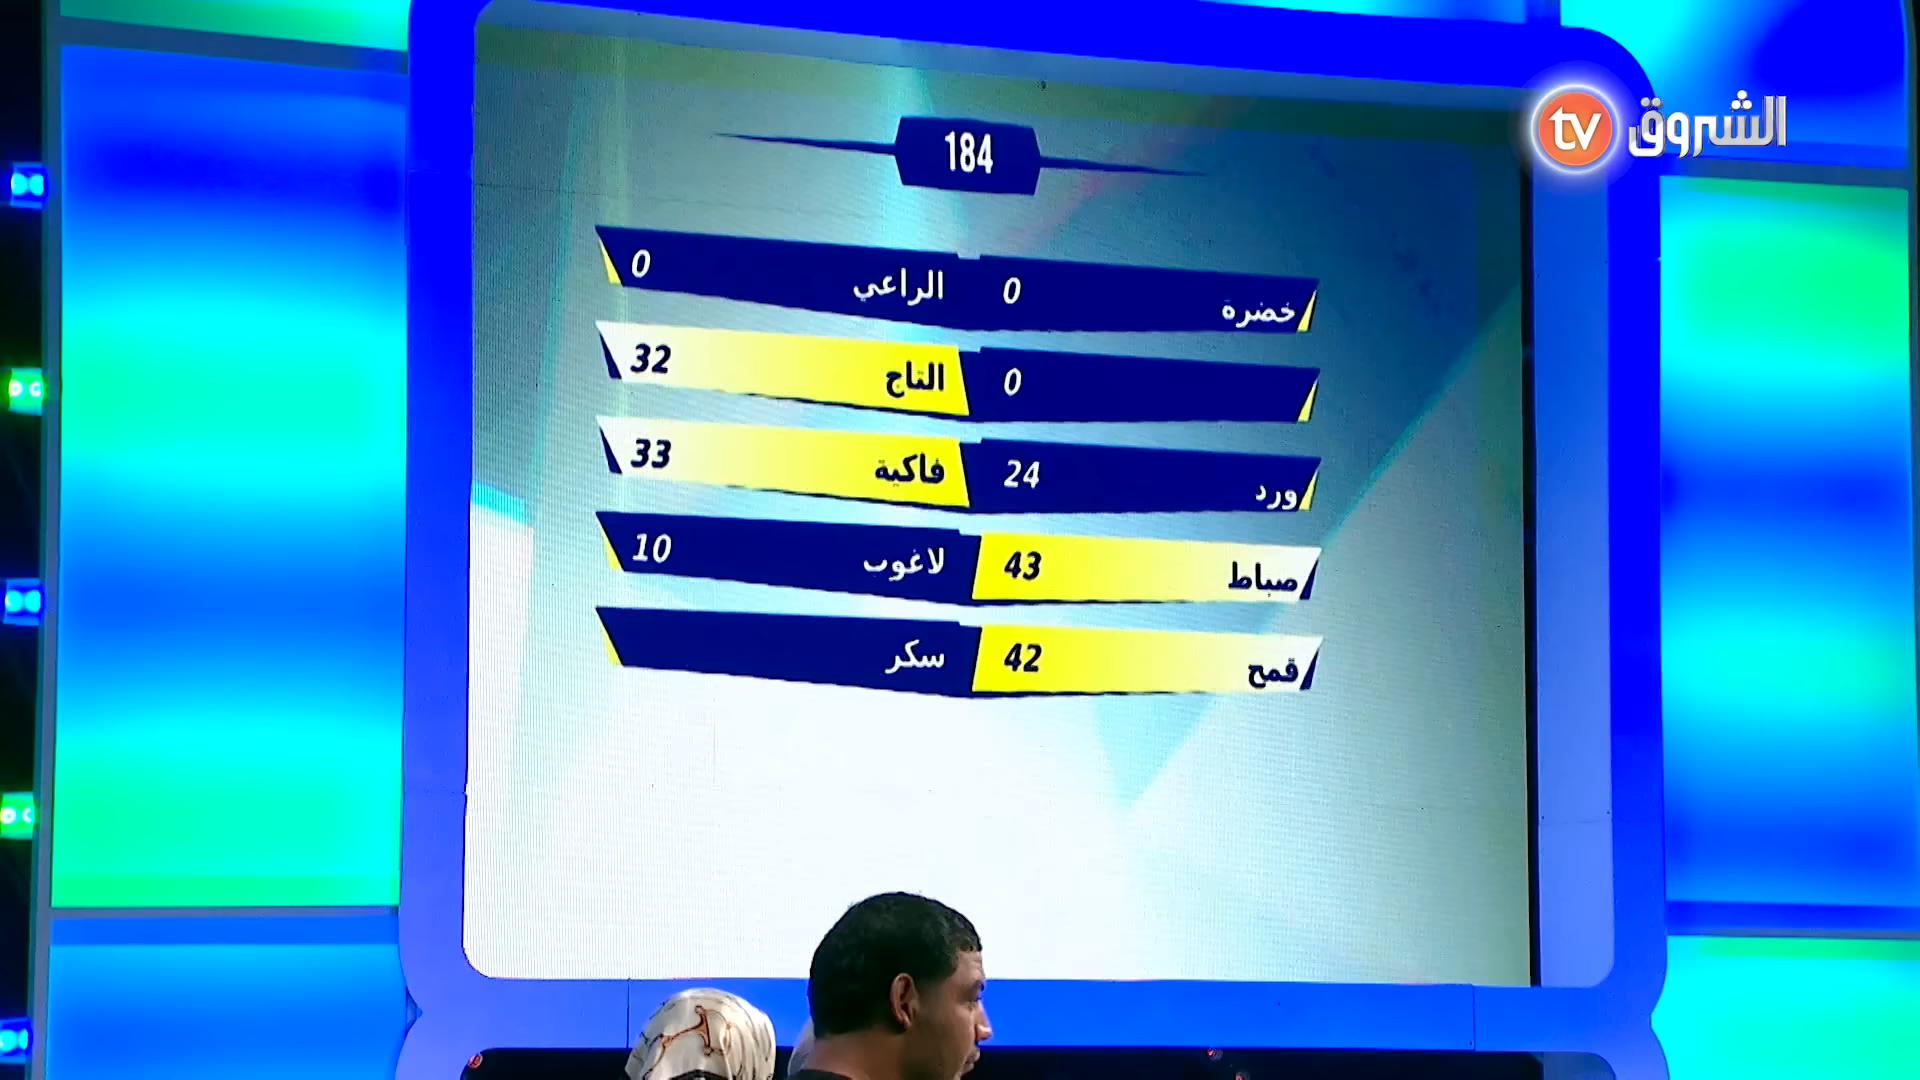 الشروق tv
184
خضرة 0 الراعي 0
0 التاج 32
ورد 24 فاكية 33
صباط 43 لاغوب 10
قمح 42 سكر